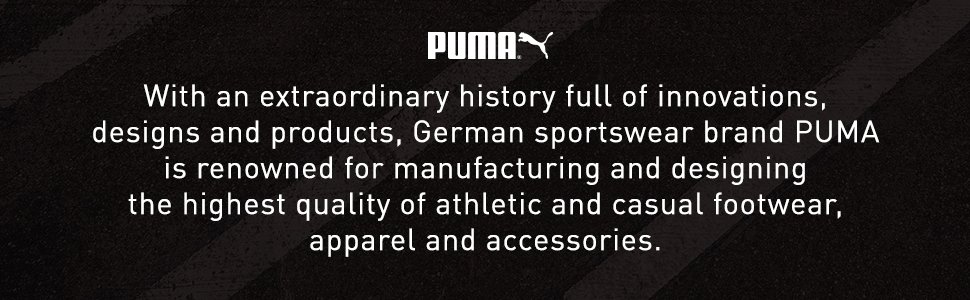 PUMA
With an extraordinary history full of innovations,
designs and products, German sportswear brand PUMA
is renowned for manufacturing and designing
the highest quality of athletic and casual footwear,
apparel and accessories.